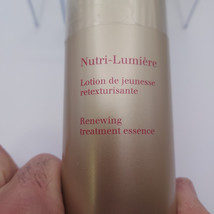 Nutri-Lumière
Lotion de jeunesse
retexturisante
Renewing
treatment essence